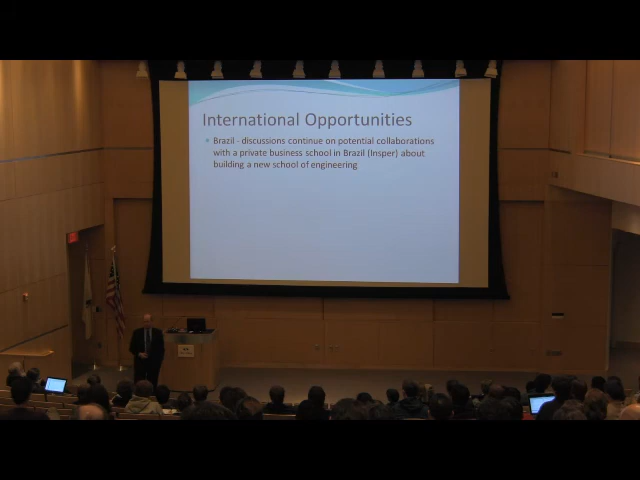 International Opportunities
Brazil - discussions continue on potential collaborations
with a private business school in Brazil (Insper) about
building a new school of engineering